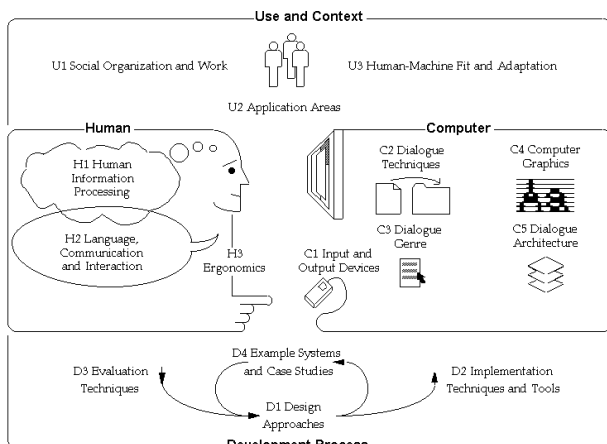 Use and Context
U1 Social Organization and Work
U3 Human-Machine Fit and Adaptation
U2 Application Areas
Human
Computer
H1 Human
Information
Processing
H2 Language,
Communication
and Interaction
H3
Ergonomics
C1 Input and
Output Devices
C2 Dialogue
Techniques
C3 Dialogue
Genre
C4 Computer
Graphics
C5 Dialogue
Architecture
D3 Evaluation
Techniques
D4 Example Systems
and Case Studies
D1 Design
Approaches
D2 Implementation
Techniques and Tools
Development Process